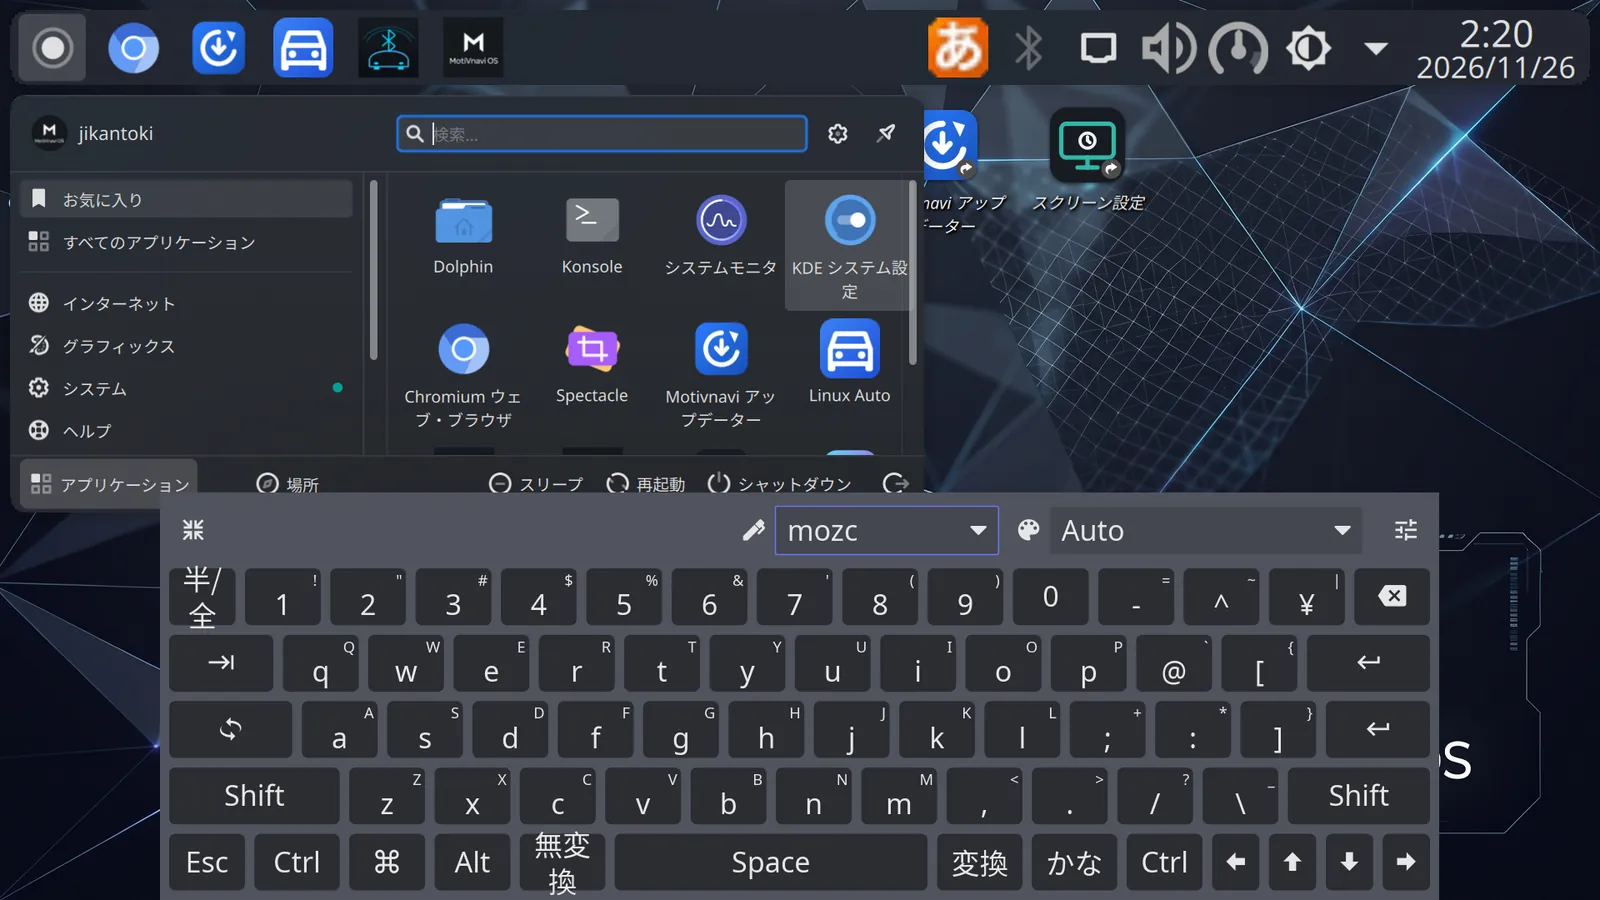 M
MotiVnavi OS
あ
2:20
2026/11/26
jikantoki
検索...
お気に入り
すべてのアプリケーション
インターネット
グラフィックス
システム
ヘルプ
Dolphin
Konsole
システムモニタ
KDE システム設
定
Chromium ウェ
ブ・ブラウザ
Spectacle
Motivnavi アッ
プデーター
Linux Auto
navi アップ
データー
スクリーン設定
アプリケーション
場所
スリープ
再起動
シャットダウン
mozc
Auto
半/
全
1 !
2 "
3 #
4 $
5 %
6 &
7 '
8 (
9 )
0
- =
^ ~
¥ |
q Q
w W
e E
r R
t T
y Y
u U
i I
o O
p P
@ `
[ {
a A
s S
d D
f F
g G
h H
j J
k K
l L
; +
: *
] }
Shift
z Z
x X
c C
v V
b B
n N
m M
, <
. >
/ ?
\ _
Shift
Esc
Ctrl
⌘
Alt
無変
換
Space
変換
かな
Ctrl